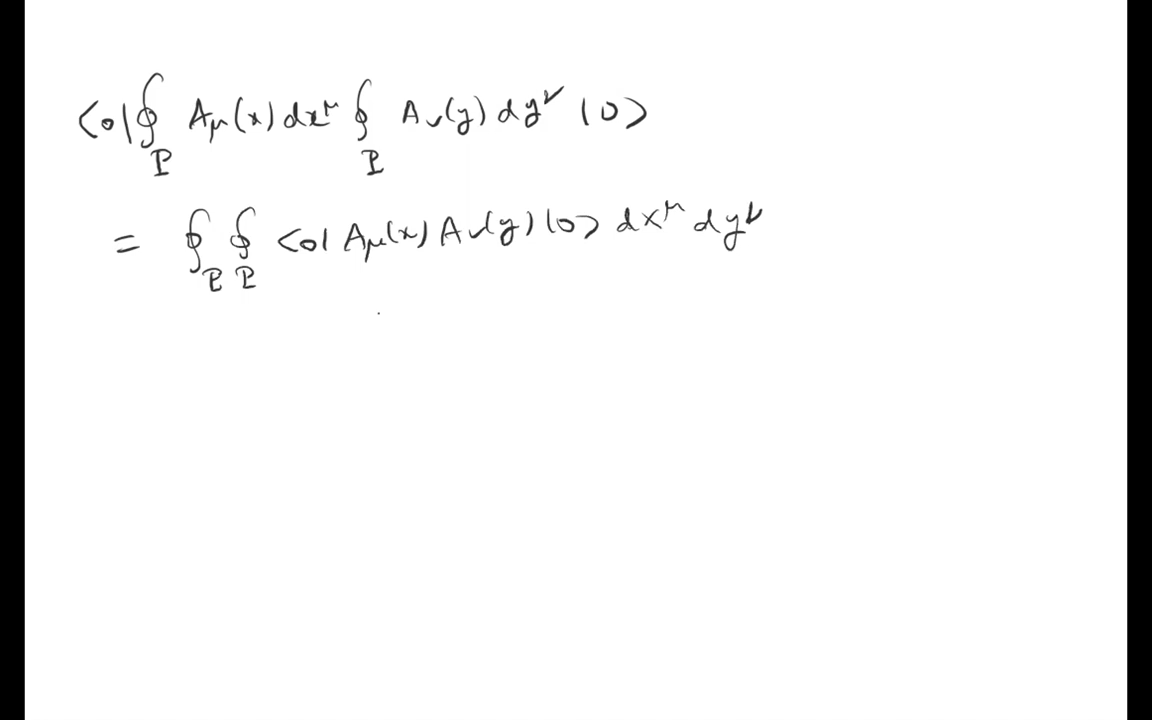 <0|∮_P A_μ(x) dx^μ ∮_P A_ν(y) dy^ν |0>
= ∮_P ∮_P <0| A_μ(x) A_ν(y) |0> dx^μ dy^ν